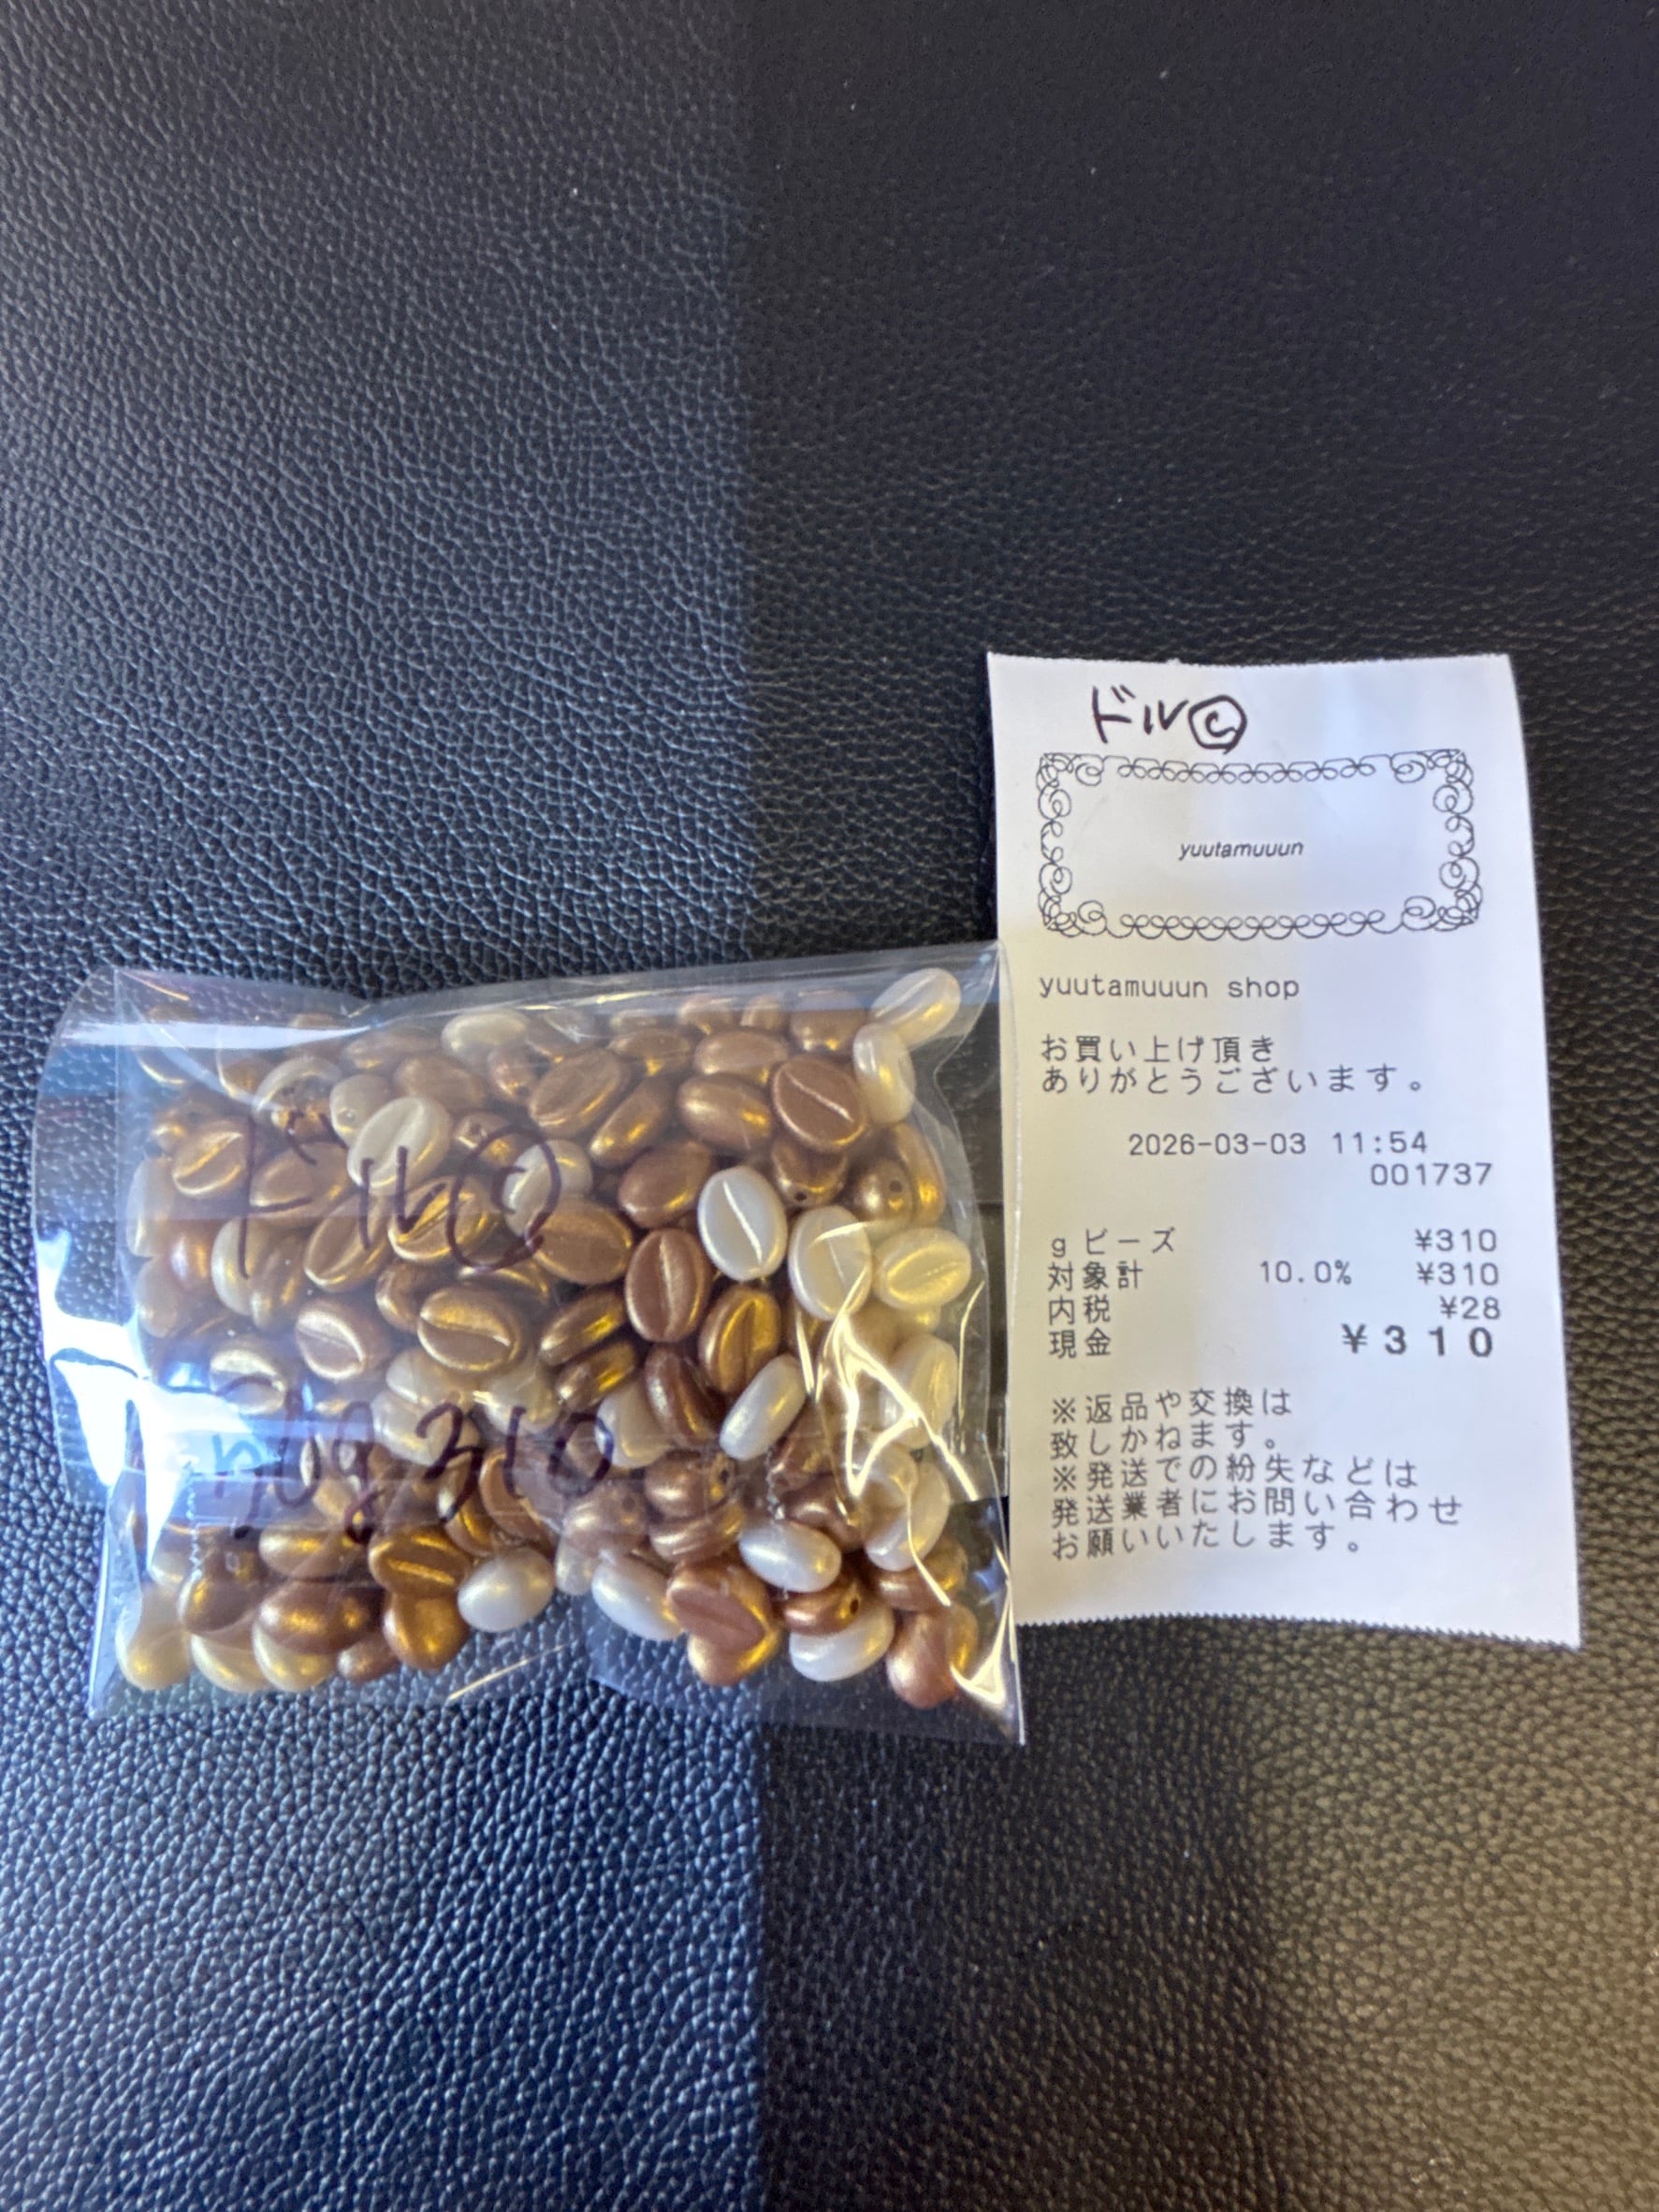 ドル©
yuutamuuun
yuutamuuun shop
お買い上げ頂き
ありがとうございます。
2026-03-03 11:54
001737
gビーズ ¥310
対象計 10.0% ¥310
内税 ¥28
現金 ¥310
※返品や交換は
致しかねます。
※発送での紛失などは
発送業者にお問い合わせ
お願いいたします。
ドル
310